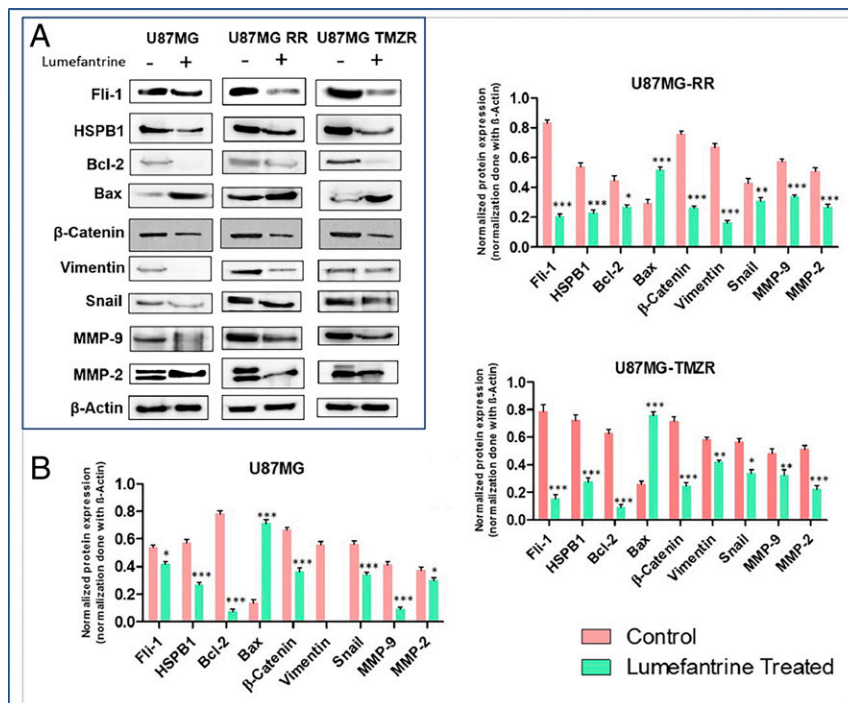 A
U87MG U87MG RR U87MG TMZR
Lumefantrine - + - + - +
Fli-1
HSPB1
Bcl-2
Bax
β-Catenin
Vimentin
Snail
MMP-9
MMP-2
β-Actin
U87MG-RR
Normalized protein expression
(normalization done with ß-Actin)
1.0
0.8
0.6
0.4
0.2
0.0
*** *** * *** *** *** ** *** ***
Fli-1 HSPB1 Bcl-2 Bax β-Catenin Vimentin Snail MMP-9 MMP-2
U87MG-TMZR
Normalized protein expression
(normalization done with ß-Actin)
1.0
0.8
0.6
0.4
0.2
0.0
*** *** *** *** *** ** * ** ***
Fli-1 HSPB1 Bcl-2 Bax β-Catenin Vimentin Snail MMP-9 MMP-2
B
U87MG
Normalized protein expression
(normalization done with ß-Actin)
1.0
0.8
0.6
0.4
0.2
0.0
* *** *** *** *** *** *** *
Fli-1 HSPB1 Bcl-2 Bax β-Catenin Vimentin Snail MMP-9 MMP-2
Control
Lumefantrine Treated